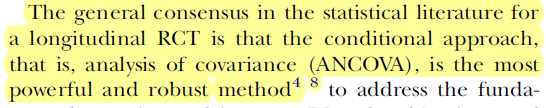 The general consensus in the statistical literature for
a longitudinal RCT is that the conditional approach,
that is, analysis of covariance (ANCOVA), is the most
powerful and robust method4 8 to address the funda-